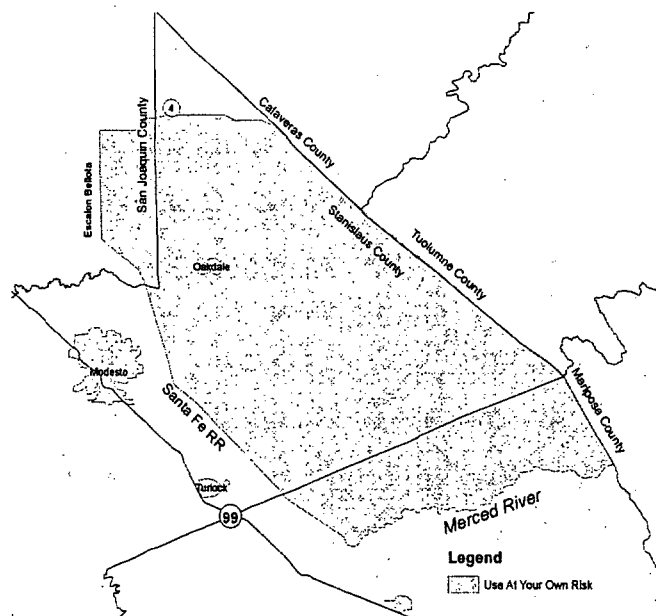 4
Calaveras County
San Joaquin County
Escalon Bellota
Stanislaus County
Tuolumne County
Oakdale
Modesto
Mariposa County
Santa Fe RR
Turlock
99
Merced River
Legend
Use At Your Own Risk